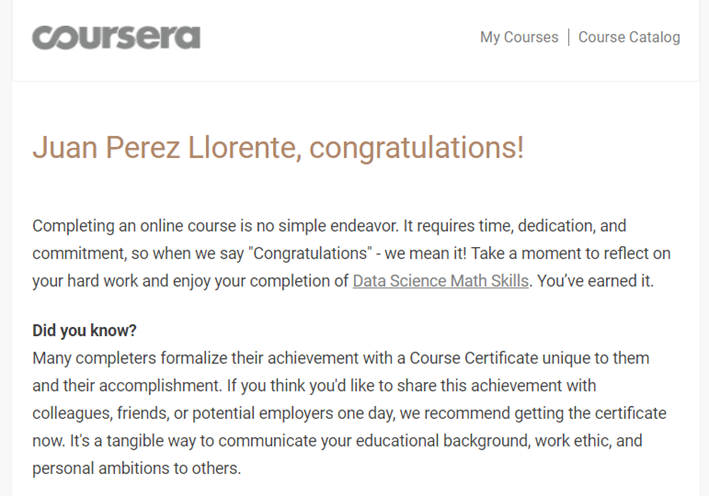 coursera
My Courses | Course Catalog
Juan Perez Llorente, congratulations!
Completing an online course is no simple endeavor. It requires time, dedication, and
commitment, so when we say "Congratulations" - we mean it! Take a moment to reflect on
your hard work and enjoy your completion of Data Science Math Skills. You’ve earned it.
Did you know?
Many completers formalize their achievement with a Course Certificate unique to them
and their accomplishment. If you think you'd like to share this achievement with
colleagues, friends, or potential employers one day, we recommend getting the certificate
now. It's a tangible way to communicate your educational background, work ethic, and
personal ambitions to others.